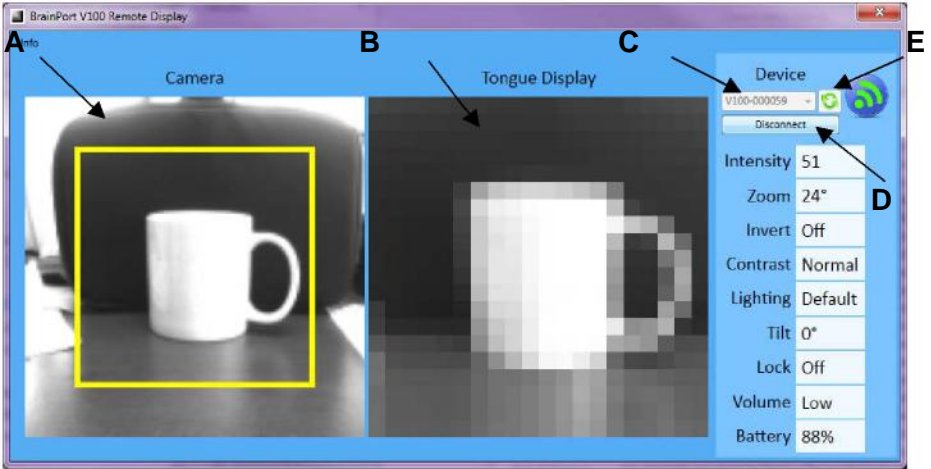 BrainPort V100 Remote Display
A B C E
Info
Camera
Tongue Display
Device
V100-000059
Disconnect
D
Intensity 51
Zoom 24°
Invert Off
Contrast Normal
Lighting Default
Tilt 0°
Lock Off
Volume Low
Battery 88%